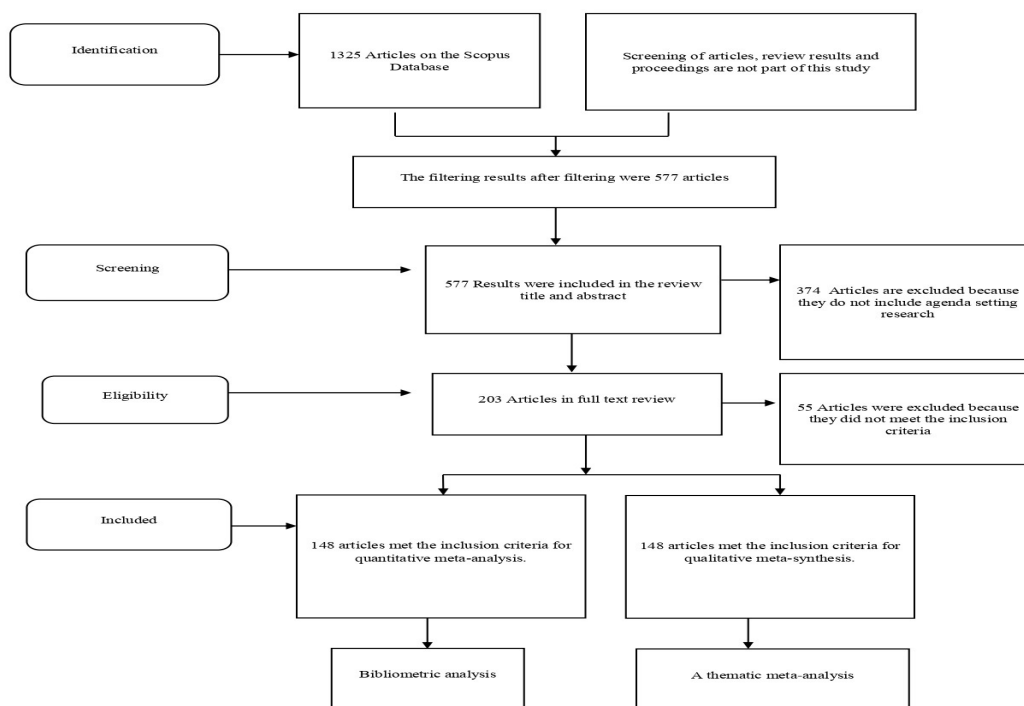 Identification
1325 Articles on the Scopus
Database
Screening of articles, review results and
proceedings are not part of this study
The filtering results after filtering were 577 articles
Screening
577 Results were included in the review
title and abstract
374 Articles are excluded because
they do not include agenda setting
research
Eligibility
203 Articles in full text review
55 Articles were excluded because
they did not meet the inclusion
criteria
Included
148 articles met the inclusion criteria for
quantitative meta-analysis.
148 articles met the inclusion criteria for
qualitative meta-synthesis.
Bibliometric analysis
A thematic meta-analysis